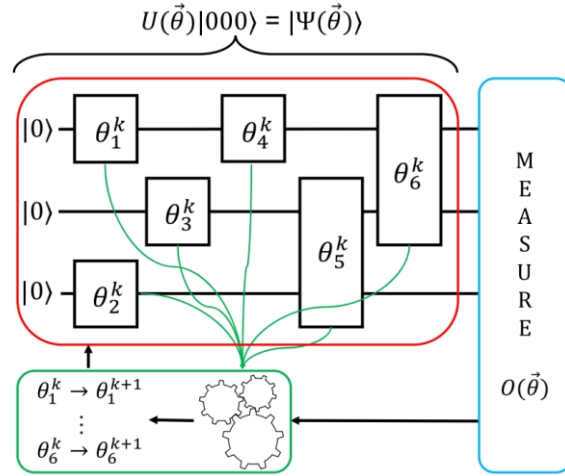 U(θ⃗)|000⟩ = |Ψ(θ⃗)⟩
|0⟩ θ₁ᵏ θ₄ᵏ
θ₆ᵏ
|0⟩ θ₃ᵏ
θ₅ᵏ
|0⟩ θ₂ᵏ
M
E
A
S
U
R
E
O(θ⃗)
θ₁ᵏ → θ₁ᵏ⁺¹
⋮
θ₆ᵏ → θ₆ᵏ⁺¹